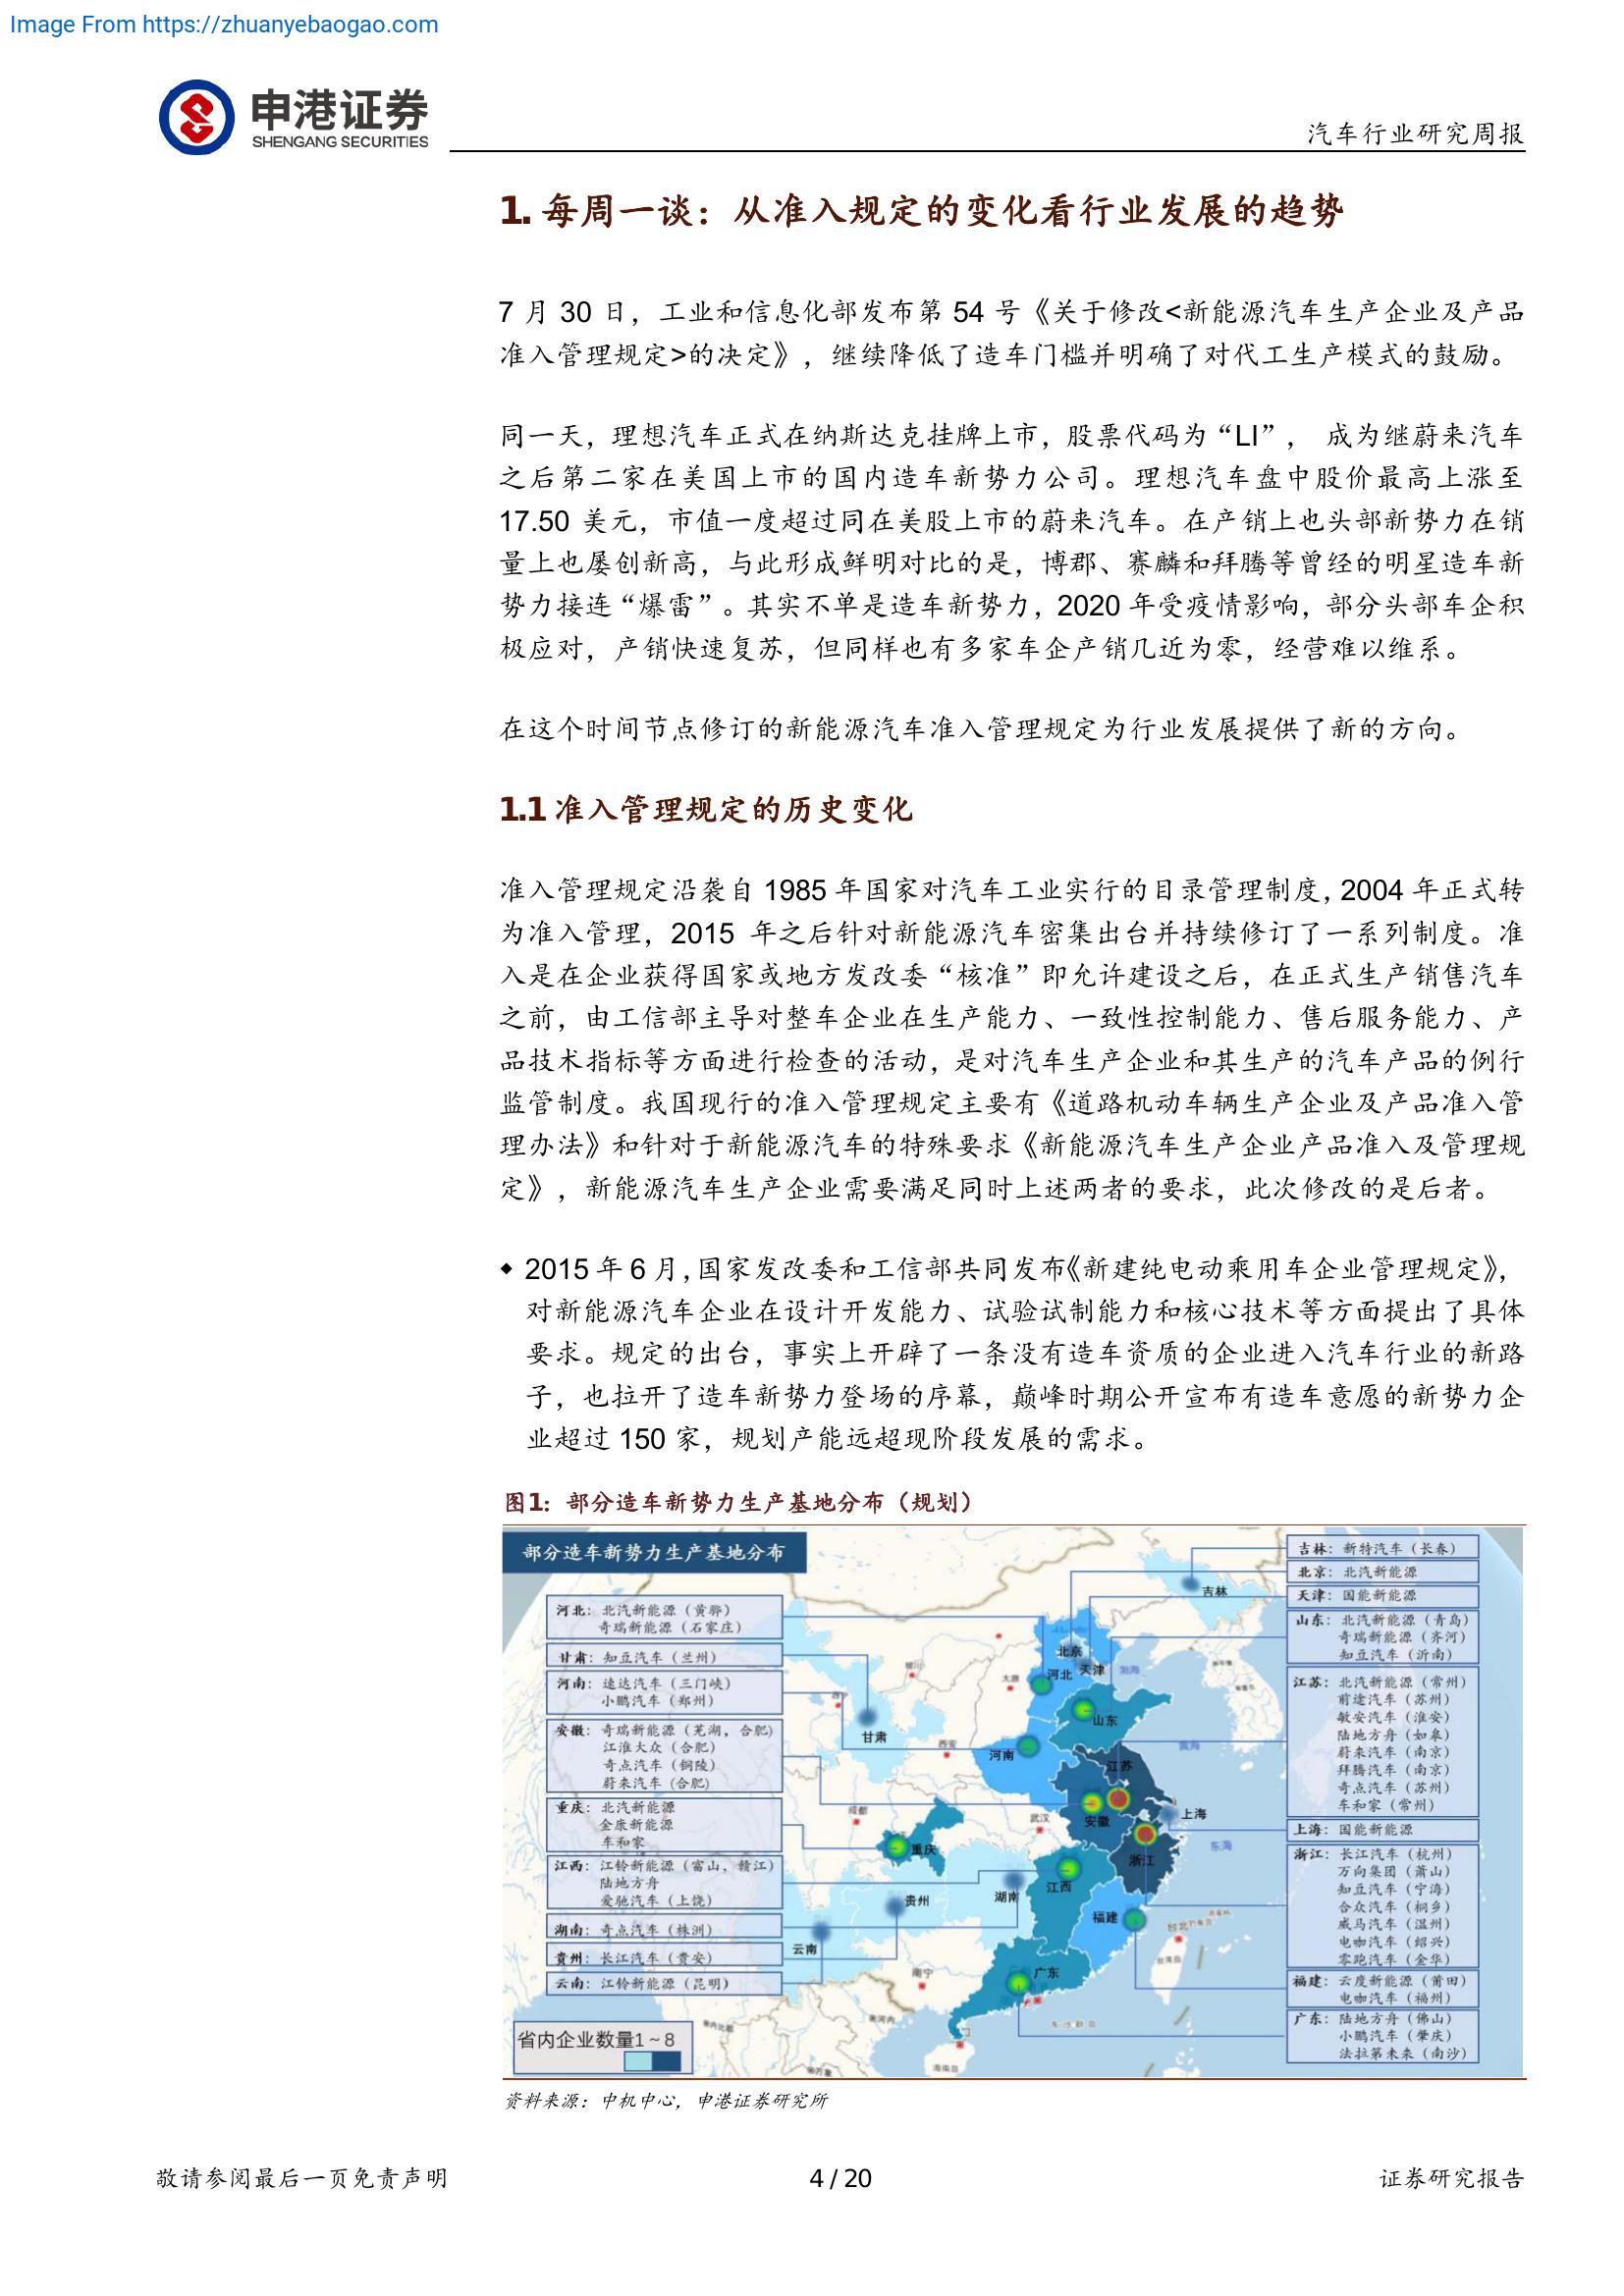 Image From https://zhuanyebaogao.com
申港证券
SHENGANG SECURITIES
汽车行业研究周报
1. 每周一谈：从准入规定的变化看行业发展的趋势
7 月 30 日，工业和信息化部发布第 54 号《关于修改<新能源汽车生产企业及产品
准入管理规定>的决定》，继续降低了造车门槛并明确了对代工生产模式的鼓励。
同一天，理想汽车正式在纳斯达克挂牌上市，股票代码为“LI”， 成为继蔚来汽车
之后第二家在美国上市的国内造车新势力公司。理想汽车盘中股价最高上涨至
17.50 美元，市值一度超过同在美股上市的蔚来汽车。在产销上也头部新势力在销
量上也屡创新高，与此形成鲜明对比的是，博郡、赛麟和拜腾等曾经的明星造车新
势力接连“爆雷”。其实不单是造车新势力，2020 年受疫情影响，部分头部车企积
极应对，产销快速复苏，但同样也有多家车企产销几近为零，经营难以维系。
在这个时间节点修订的新能源汽车准入管理规定为行业发展提供了新的方向。
1.1 准入管理规定的历史变化
准入管理规定沿袭自 1985 年国家对汽车工业实行的目录管理制度，2004 年正式转
为准入管理，2015 年之后针对新能源汽车密集出台并持续修订了一系列制度。准
入是在企业获得国家或地方发改委“核准”即允许建设之后，在正式生产销售汽车
之前，由工信部主导对整车企业在生产能力、一致性控制能力、售后服务能力、产
品技术指标等方面进行检查的活动，是对汽车生产企业和其生产的汽车产品的例行
监管制度。我国现行的准入管理规定主要有《道路机动车辆生产企业及产品准入管
理办法》和针对于新能源汽车的特殊要求《新能源汽车生产企业产品准入及管理规
定》，新能源汽车生产企业需要满足同时上述两者的要求，此次修改的是后者。
◆ 2015 年 6 月，国家发改委和工信部共同发布《新建纯电动乘用车企业管理规定》，
对新能源汽车企业在设计开发能力、试验试制能力和核心技术等方面提出了具体
要求。规定的出台，事实上开辟了一条没有造车资质的企业进入汽车行业的新路
子，也拉开了造车新势力登场的序幕，巅峰时期公开宣布有造车意愿的新势力企
业超过 150 家，规划产能远超现阶段发展的需求。
图1：部分造车新势力生产基地分布（规划）
部分造车新势力生产基地分布
河北：北汽新能源（黄骅）
奇瑞新能源（石家庄）
甘肃：知豆汽车（兰州）
河南：速达汽车（三门峡）
小鹏汽车（郑州）
安徽：奇瑞新能源（芜湖，合肥）
江淮大众（合肥）
奇点汽车（铜陵）
蔚来汽车（合肥）
重庆：北汽新能源
金康新能源
车和家
江西：江铃新能源（富山，赣江）
陆地方舟
爱驰汽车（上饶）
湖南：奇点汽车（株洲）
贵州：长江汽车（贵安）
云南：江铃新能源（昆明）
省内企业数量1～8
吉林：新特汽车（长春）
北京：北汽新能源
天津：国能新能源
山东：北汽新能源（青岛）
奇瑞新能源（齐河）
知豆汽车（沂南）
江苏：北汽新能源（常州）
前途汽车（苏州）
敏安汽车（淮安）
陆地方舟（如皋）
蔚来汽车（南京）
拜腾汽车（南京）
奇点汽车（苏州）
车和家（常州）
上海：国能新能源
浙江：长江汽车（杭州）
万向集团（萧山）
知豆汽车（宁海）
合众汽车（桐乡）
威马汽车（温州）
电咖汽车（绍兴）
零跑汽车（金华）
福建：云度新能源（莆田）
电咖汽车（福州）
广东：陆地方舟（佛山）
小鹏汽车（肇庆）
法拉第未来（南沙）
吉林
北京
河北
天津
渤海
太原
银川
山东
甘肃
西安
河南
黄海
江苏
成都
武汉
安徽
上海
重庆
浙江
东海
江西
湖南
贵州
福建
台北
云南
南宁
广东
资料来源：中机中心，申港证券研究所
敬请参阅最后一页免责声明
4 / 20
证券研究报告